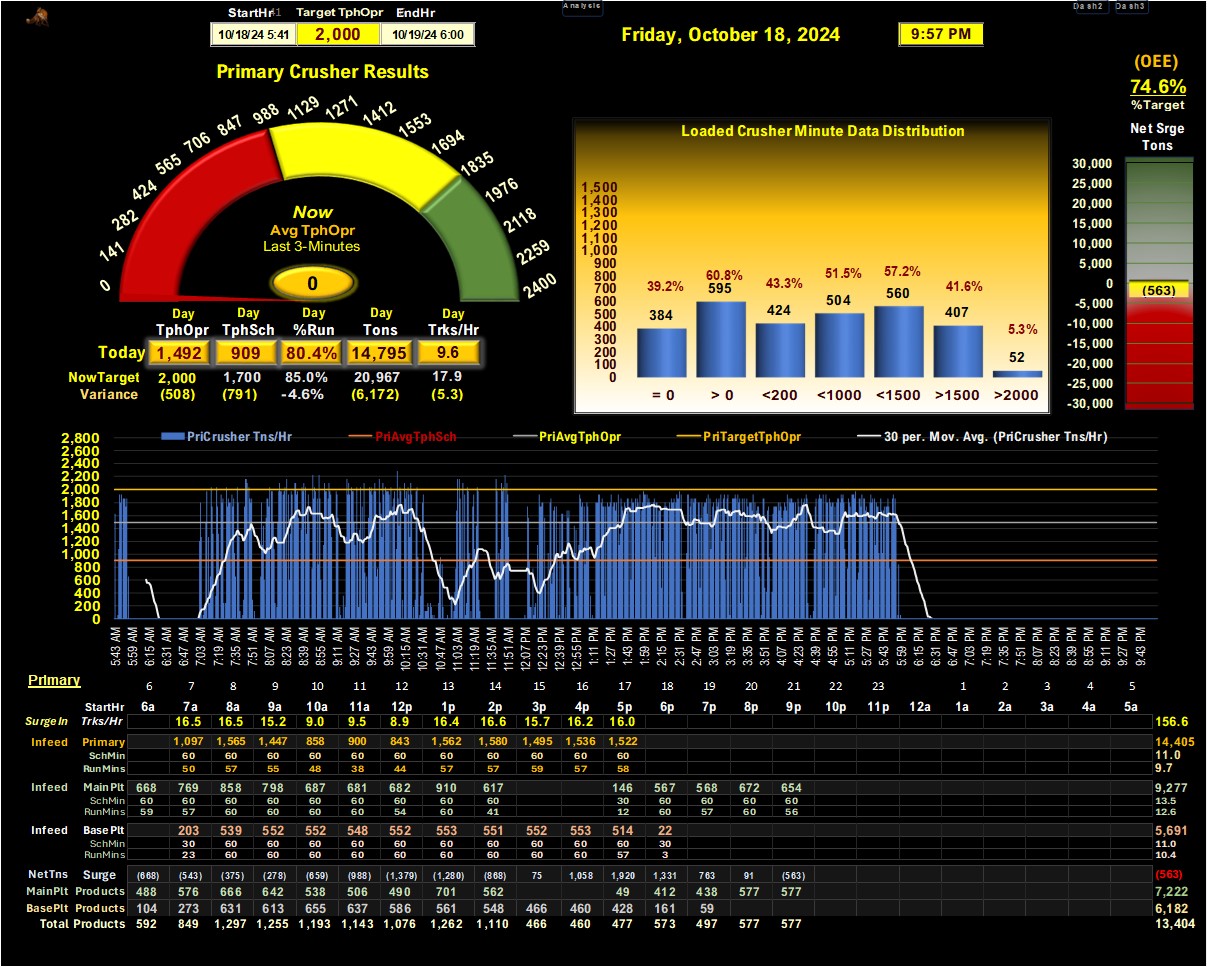 StartHr41 Target TphOpr EndHr
10/18/24 5:41 2,000 10/19/24 6:00
Analysis
Dash2 Dash3
Friday, October 18, 2024
9:57 PM
(OEE)
74.6%
%Target
Net Srge
Tons
30,000
25,000
20,000
15,000
10,000
5,000
0
(563)
-5,000
-10,000
-15,000
-20,000
-25,000
-30,000
Primary Crusher Results
0 141 282 424 565 706 847 988 1129 1271 1412 1553 1694 1835 1976 2118 2259 2400
Now
Avg TphOpr
Last 3-Minutes
0
Day Day Day Day Day
TphOpr TphSch %Run Tons Trks/Hr
Today 1,492 909 80.4% 14,795 9.6
NowTarget 2,000 1,700 85.0% 20,967 17.9
Variance (508) (791) -4.6% (6,172) (5.3)
Loaded Crusher Minute Data Distribution
1,500
1,400
1,300
1,200
1,100
1,000
900
800
700
600
500
400
300
200
100
0
39.2% 60.8% 43.3% 51.5% 57.2% 41.6% 5.3%
384 595 424 504 560 407 52
= 0 > 0 <200 <1000 <1500 >1500 >2000
PriCrusher Tns/Hr PriAvgTphSch PriAvgTphOpr PriTargetTphOpr 30 per. Mov. Avg. (PriCrusher Tns/Hr)
2,800
2,600
2,400
2,200
2,000
1,800
1,600
1,400
1,200
1,000
800
600
400
200
0
5:43 AM 5:59 AM 6:15 AM 6:31 AM 6:47 AM 7:03 AM 7:19 AM 7:35 AM 7:51 AM 8:07 AM 8:23 AM 8:39 AM 8:55 AM 9:11 AM 9:27 AM 9:43 AM 9:59 AM 10:15 AM 10:31 AM 10:47 AM 11:03 AM 11:19 AM 11:35 AM 11:51 AM 12:07 PM 12:23 PM 12:39 PM 12:55 PM 1:11 PM 1:27 PM 1:43 PM 1:59 PM 2:15 PM 2:31 PM 2:47 PM 3:03 PM 3:19 PM 3:35 PM 3:51 PM 4:07 PM 4:23 PM 4:39 PM 4:55 PM 5:11 PM 5:27 PM 5:43 PM 5:59 PM 6:15 PM 6:31 PM 6:47 PM 7:03 PM 7:19 PM 7:35 PM 7:51 PM 8:07 PM 8:23 PM 8:39 PM 8:55 PM 9:11 PM 9:27 PM 9:43 PM
Primary
6 7 8 9 10 11 12 13 14 15 16 17 18 19 20 21 22 23 1 2 3 4 5
StartHr 6a 7a 8a 9a 10a 11a 12p 1p 2p 3p 4p 5p 6p 7p 8p 9p 10p 11p 12a 1a 2a 3a 4a 5a
SurgeIn Trks/Hr 16.5 16.5 15.2 9.0 9.5 8.9 16.4 16.6 15.7 16.2 16.0 156.6
Infeed Primary 1,097 1,565 1,447 858 900 843 1,562 1,580 1,495 1,536 1,522 14,405
SchMin 60 60 60 60 60 60 60 60 60 60 60 11.0
RunMins 50 57 55 48 38 44 57 57 59 57 58 9.7
Infeed MainPlt 668 769 858 798 687 681 682 910 617 146 567 568 672 654 9,277
SchMin 60 60 60 60 60 60 60 60 60 30 60 60 60 60 13.5
RunMins 59 57 60 60 60 60 54 60 41 12 60 57 60 56 12.6
Infeed Base Plt 203 539 552 552 548 552 553 551 552 553 514 22 5,691
SchMin 30 60 60 60 60 60 60 60 60 60 60 30 11.0
RunMins 23 60 60 60 60 60 60 60 60 60 57 3 10.4
NetTns Surge (668) (543) (375) (278) (659) (988) (1,379) (1,280) (868) 75 1,058 1,920 1,331 763 91 (563) (563)
MainPlt Products 488 576 666 642 538 506 490 701 562 49 412 438 577 577 7,222
BasePlt Products 104 273 631 613 655 637 586 561 548 466 460 428 161 59 6,182
Total Products 592 849 1,297 1,255 1,193 1,143 1,076 1,262 1,110 466 460 477 573 497 577 577 13,404